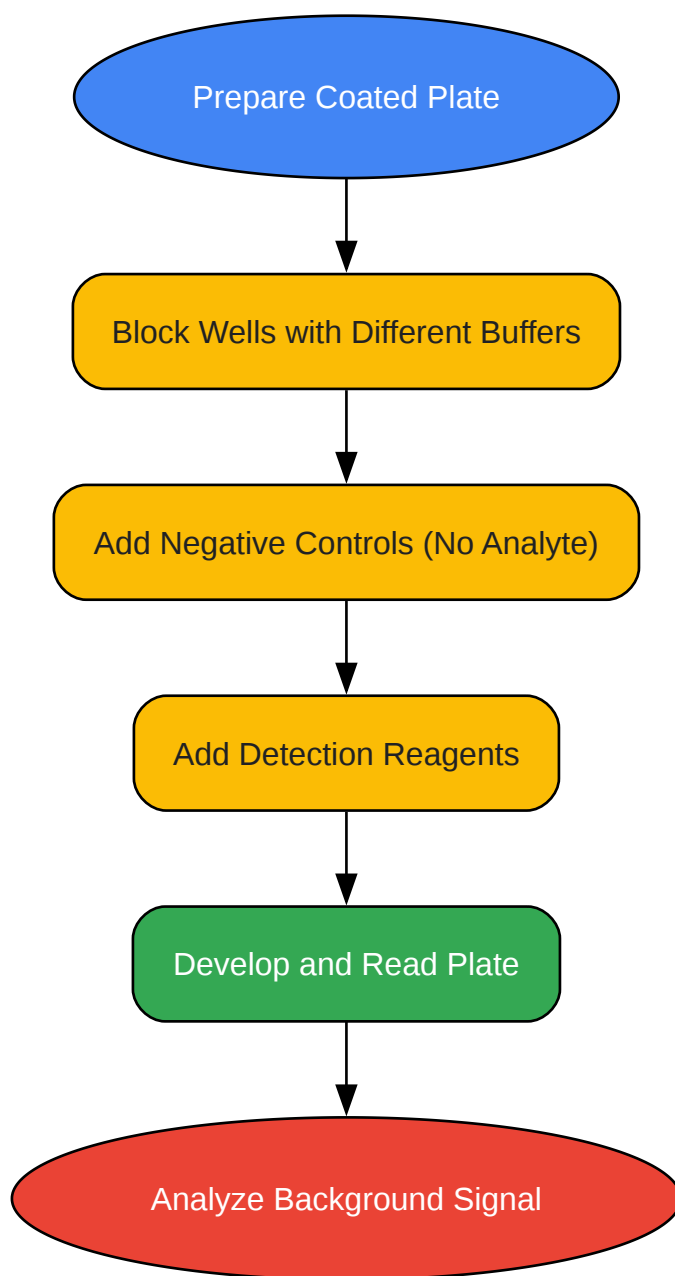 Prepare Coated Plate
Block Wells with Different Buffers
Add Negative Controls (No Analyte)
Add Detection Reagents
Develop and Read Plate
Analyze Background Signal